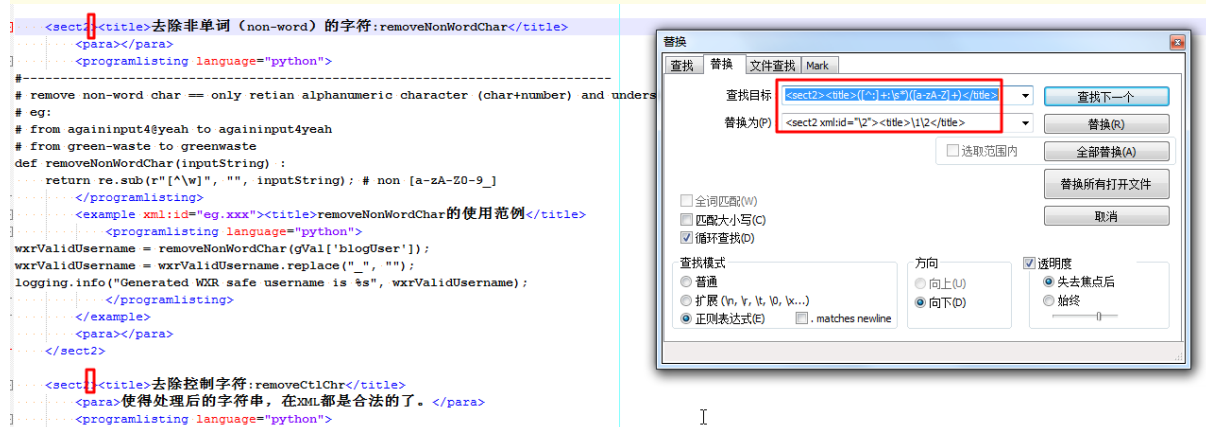 <sect2><title>去除非单词（non-word）的字符:removeNonWordChar</title>
<para></para>
<programlisting language="python">
#------------------------------------------------------------------------------
# remove non-word char == only retian alphanumeric character (char+number) and unders
# eg:
# from againinput4@yeah to againinput4yeah
# from green-waste to greenwaste
def removeNonWordChar(inputString) :
return re.sub(r"[^\w]", "", inputString); # non [a-zA-Z0-9_]
</programlisting>
<example xml:id="eg.xxx"><title>removeNonWordChar的使用范例</title>
<programlisting language="python">
wxrValidUsername = removeNonWordChar(gVal['blogUser']);
wxrValidUsername = wxrValidUsername.replace("_", "");
logging.info("Generated WXR safe username is %s", wxrValidUsername);
</programlisting>
</example>
<para></para>
</sect2>
<sect2><title>去除控制字符:removeCtlChr</title>
<para>使得处理后的字符串，在XML都是合法的了。</para>
<programlisting language="python">
替换
查找 替换 文件查找 Mark
查找目标 <sect2><title>([^:]+:\s*)([a-zA-Z]+)</title> 查找下一个
替换为(P) <sect2 xml:id="\2"><title>\1\2</title> 替换(R)
选取范围内 全部替换(A)
替换所有打开文件
全词匹配(W)
匹配大小写(C) 取消
循环查找(D)
查找模式 方向 透明度
普通 向上(U) 失去焦点后
扩展 (\n, \r, \t, \0, \x...) 向下(D) 始终
正则表达式(E) . matches newline